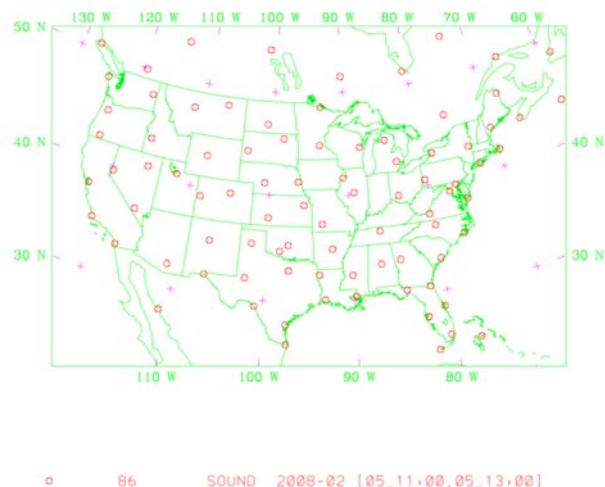 50 N 130 W 120 W 110 W 100 W 90 W 80 W 70 W 60 W
40 N 40 N
30 N 30 N
110 W 100 W 90 W 80 W
86 SOUND 2008-02 [05_11:00,05_13:00]